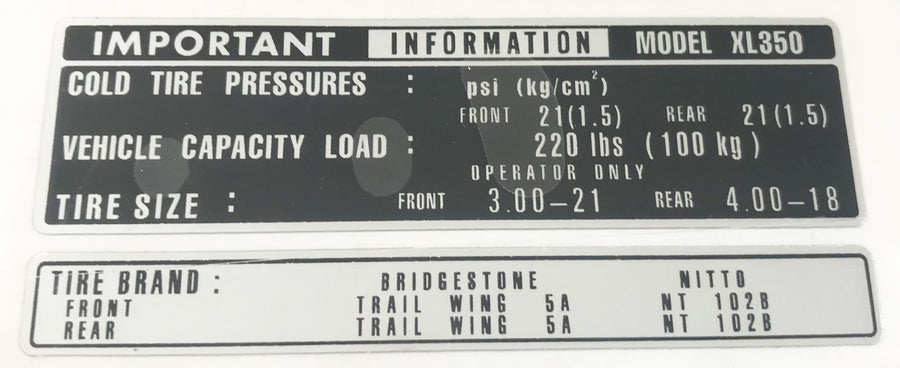 IMPORTANT INFORMATION MODEL XL350
COLD TIRE PRESSURES : psi (kg/cm²)
FRONT 21(1.5) REAR 21(1.5)
VEHICLE CAPACITY LOAD : 220 lbs (100 kg)
OPERATOR ONLY
TIRE SIZE : FRONT 3.00-21 REAR 4.00-18
TIRE BRAND : BRIDGESTONE NITTO
FRONT TRAIL WING 5A NT 102B
REAR TRAIL WING 5A NT 102B